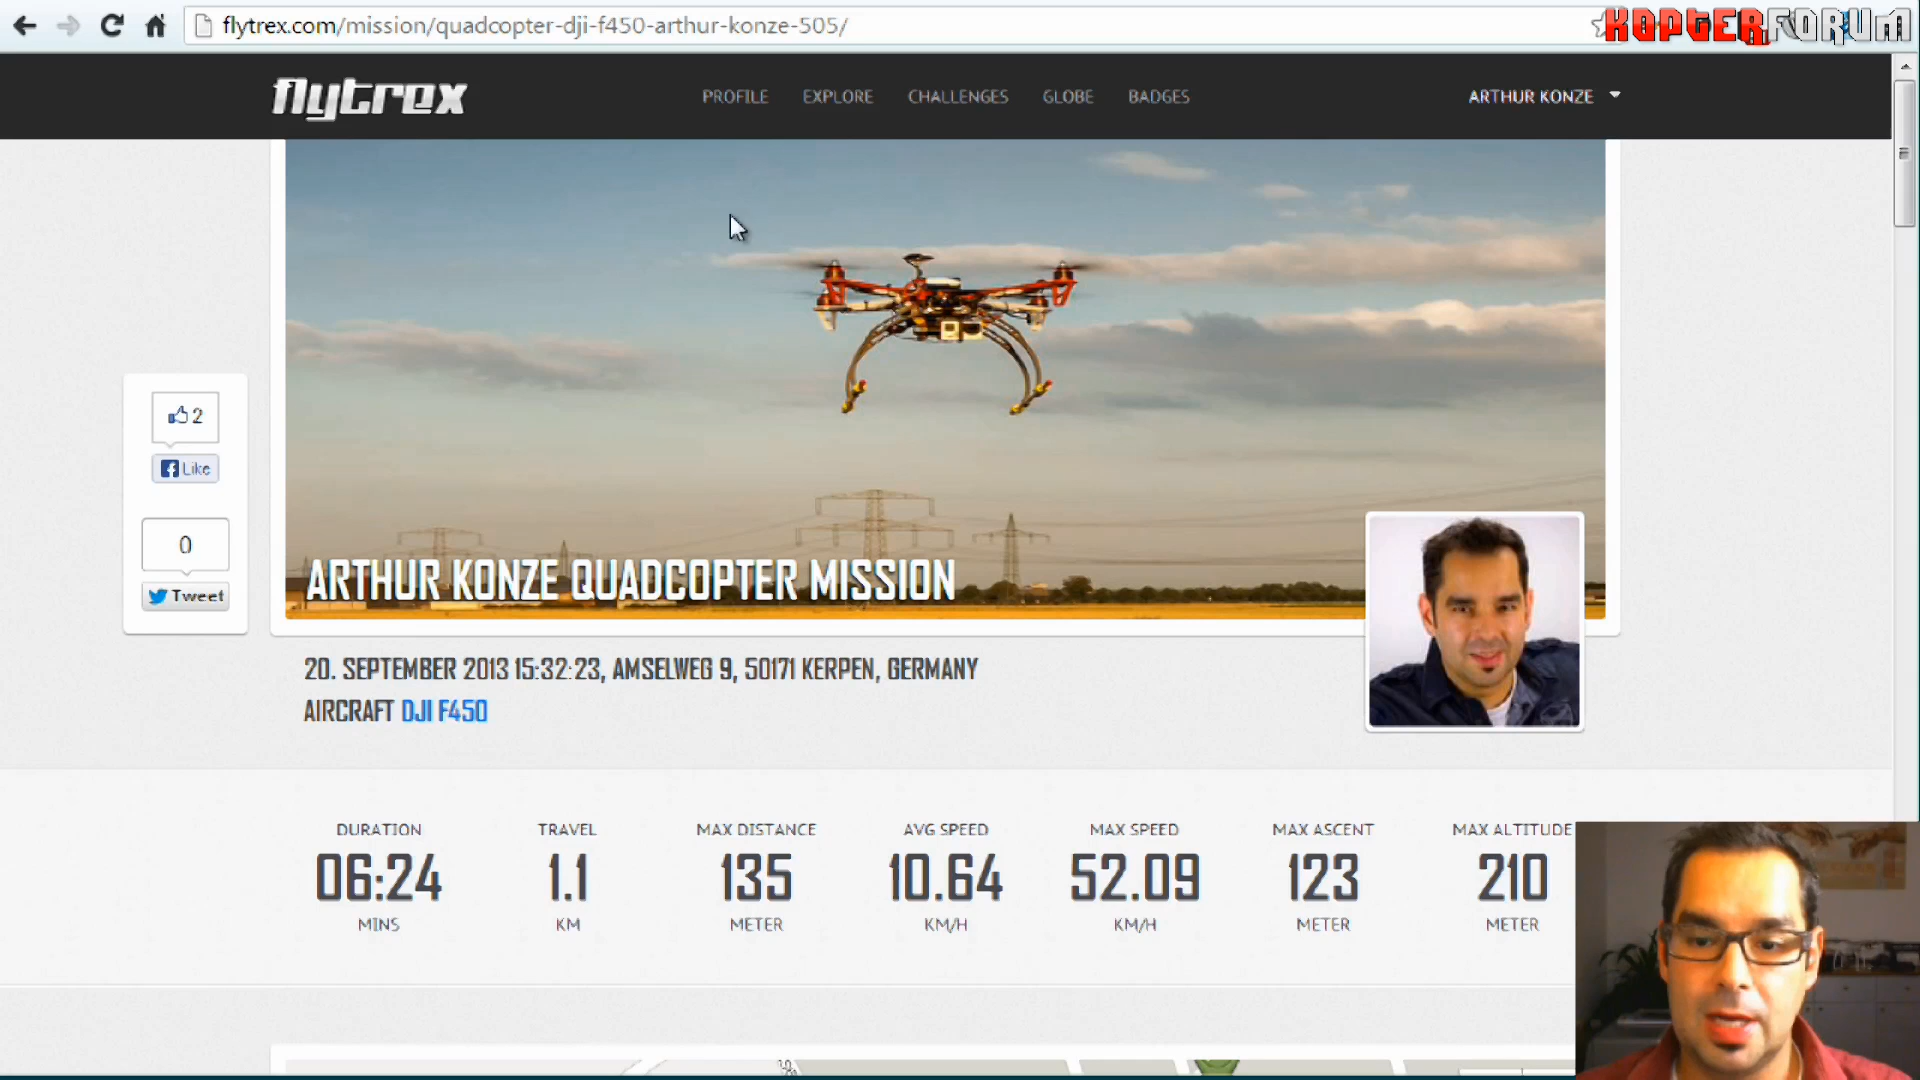 flytrex.com/mission/quadcopter-dji-f450-arthur-konze-505/
KOPTERFORUM
flytrex
PROFILE
EXPLORE
CHALLENGES
GLOBE
BADGES
ARTHUR KONZE
2
Like
0
Tweet
ARTHUR KONZE QUADCOPTER MISSION
20. SEPTEMBER 2013 15:32:23, AMSELWEG 9, 50171 KERPEN, GERMANY
AIRCRAFT DJI F450
DURATION
06:24
MINS
TRAVEL
1.1
KM
MAX DISTANCE
135
METER
AVG SPEED
10.64
KM/H
MAX SPEED
52.09
KM/H
MAX ASCENT
123
METER
MAX ALTITUDE
210
METER